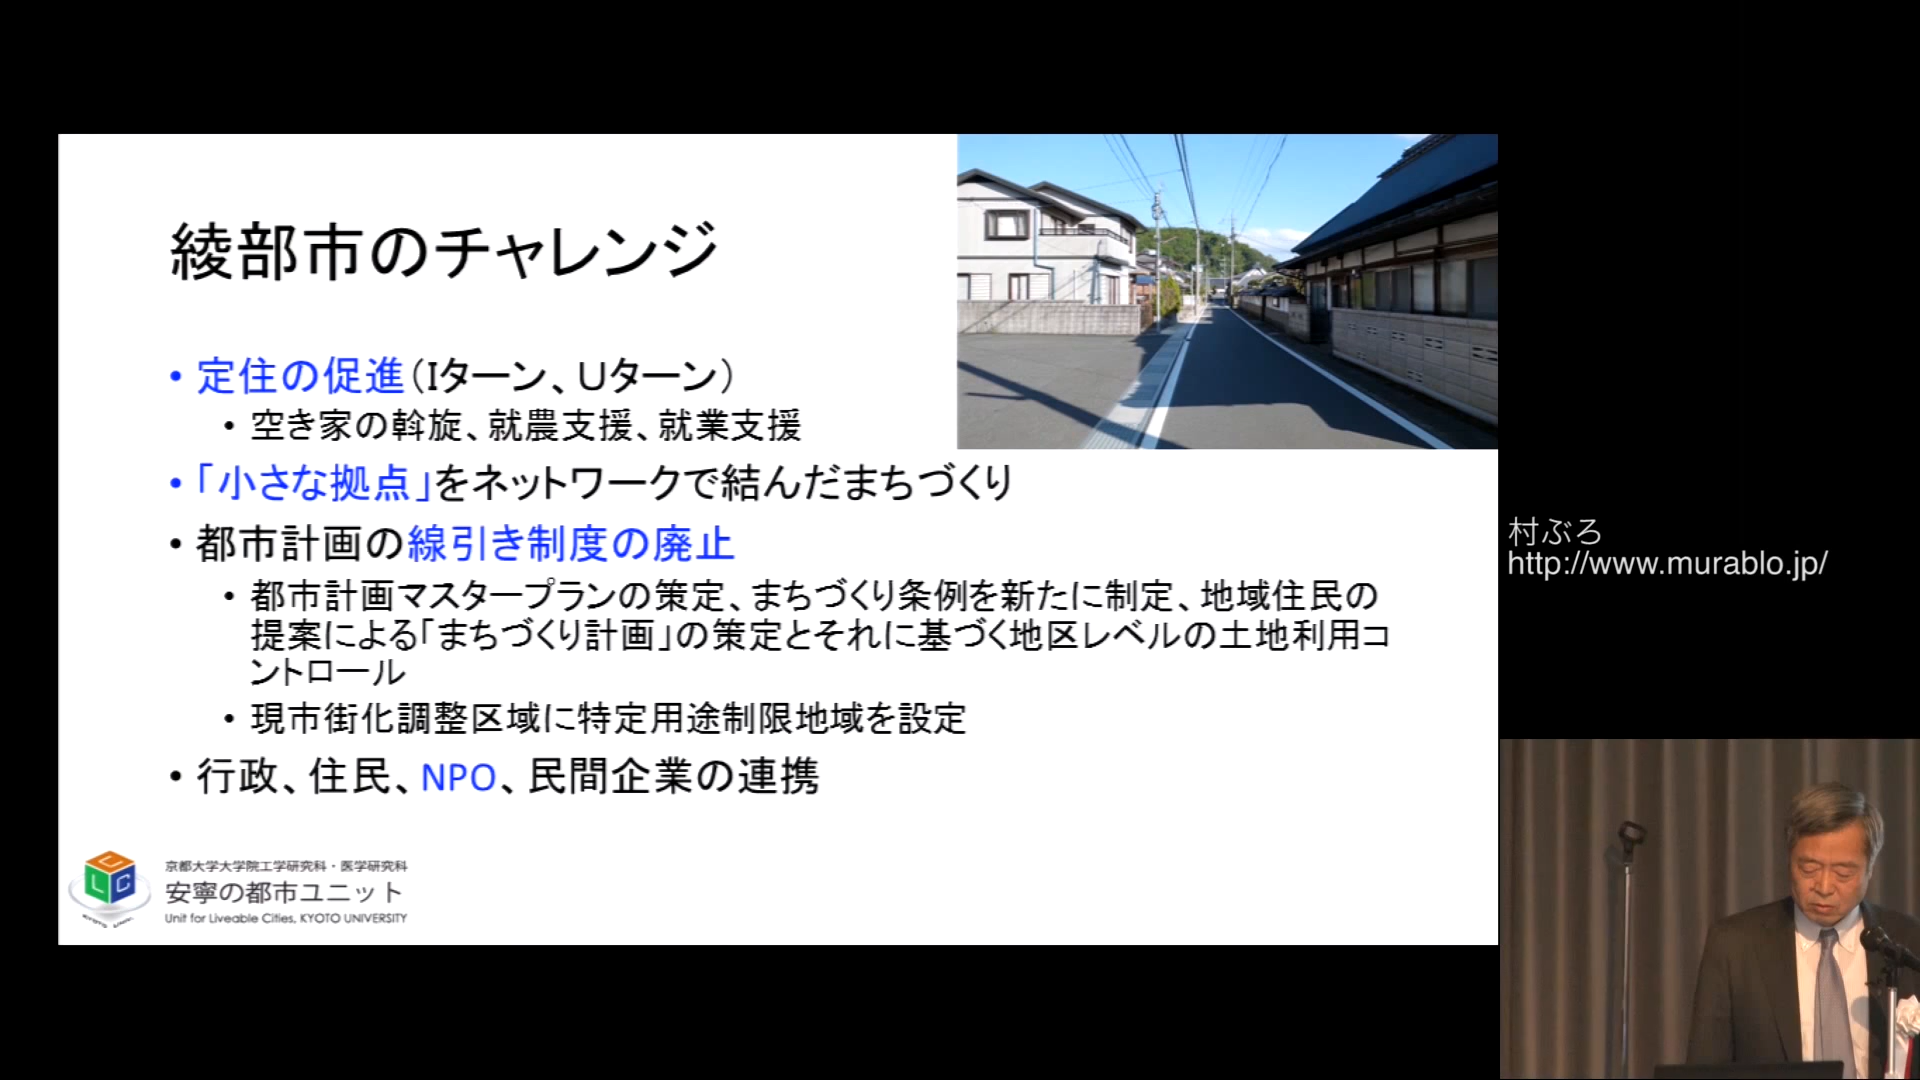 綾部市のチャレンジ
• 定住の促進（Iターン、Uターン）
• 空き家の斡旋、就農支援、就業支援
• 「小さな拠点」をネットワークで結んだまちづくり
• 都市計画の線引き制度の廃止
• 都市計画マスタープランの策定、まちづくり条例を新たに制定、地域住民の
提案による「まちづくり計画」の策定とそれに基づく地区レベルの土地利用コ
ントロール
• 現市街化調整区域に特定用途制限地域を設定
• 行政、住民、NPO、民間企業の連携
京都大学大学院工学研究科・医学研究科
安寧の都市ユニット
Unit for Liveable Cities, KYOTO UNIVERSITY
U
L C
村ぶろ
http://www.murablo.jp/